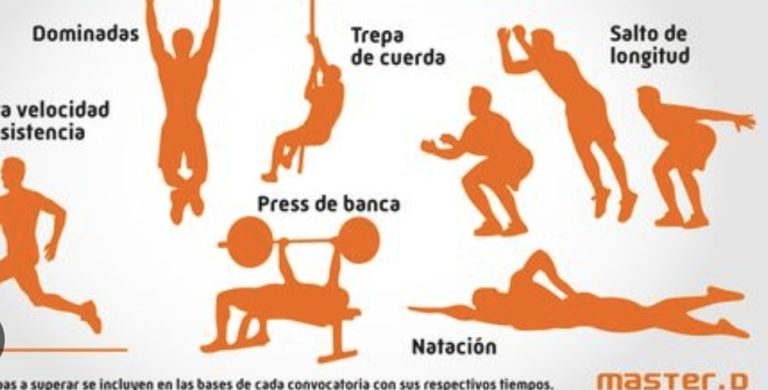 Dominadas
Trepa
de cuerda
Salto de
longitud
a velocidad
sistencia
Press de banca
Natación
as a superar se incluyen en las bases de cada convocatoria con sus respectivos tiempos.
master.D